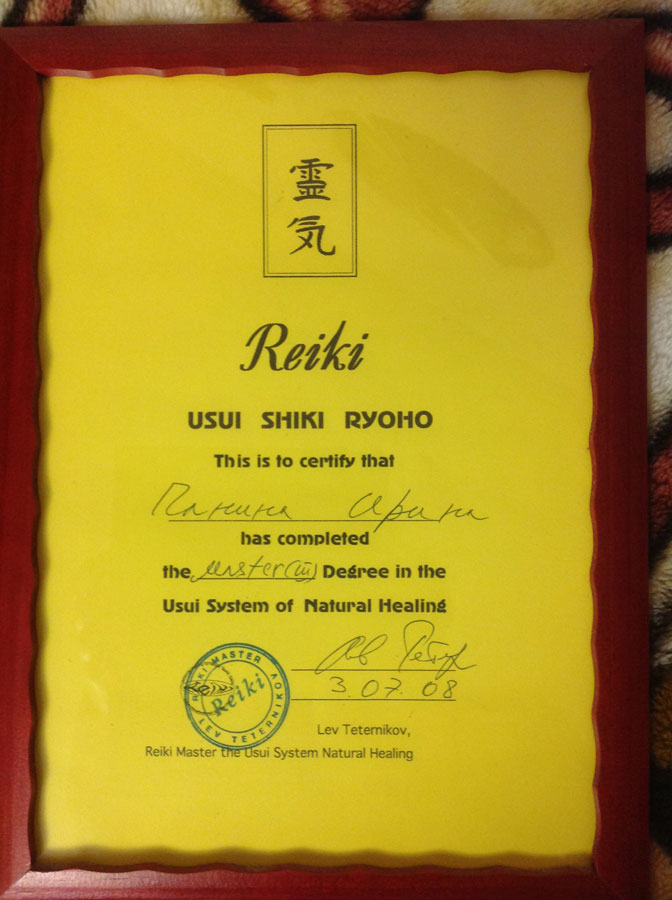 靈
気
Reiki
USUI SHIKI RYOHO
This is to certify that
Панина Ирина
has completed
the Master (III) Degree in the
Usui System of Natural Healing
3.07.08
REIKI MASTER
Reiki
LEV TETERNIKOV
Lev Teternikov,
Reiki Master the Usui System Natural Healing